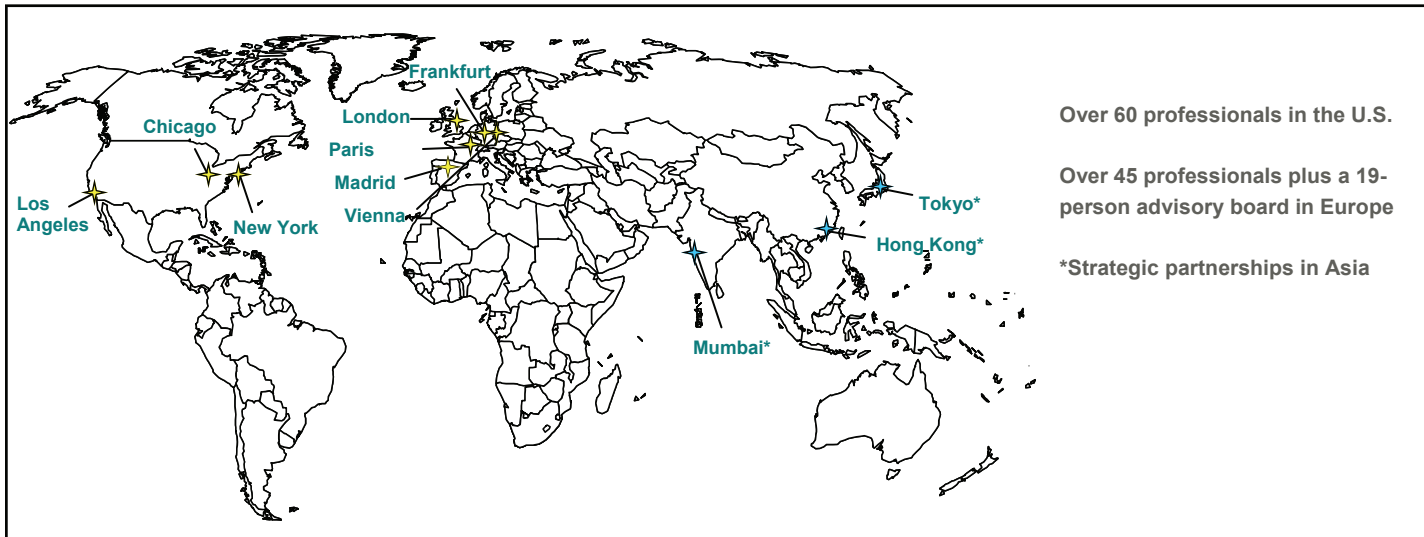 Frankfurt
London
Chicago
Paris
Madrid
Los
Angeles
New York
Vienna
Tokyo*
Hong Kong*
Mumbai*
Over 60 professionals in the U.S.
Over 45 professionals plus a 19-
person advisory board in Europe
*Strategic partnerships in Asia